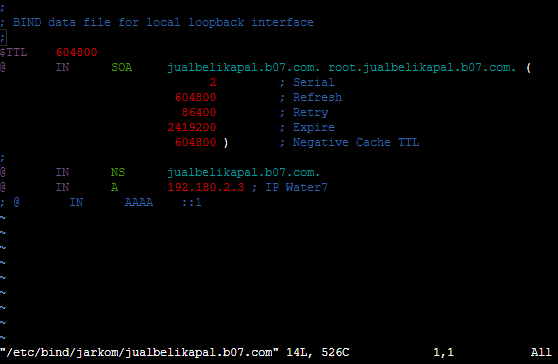 ;
; BIND data file for local loopback interface
;
$TTL    604800
@       IN      SOA     jualbelikapal.b07.com. root.jualbelikapal.b07.com. (
                              2         ; Serial
                         604800         ; Refresh
                          86400         ; Retry
                        2419200         ; Expire
                         604800 )       ; Negative Cache TTL
;
@       IN      NS      jualbelikapal.b07.com.
@       IN      A       192.180.2.3 ; IP Water7
; @       IN      AAAA    ::1
~
~
~
~
~
~
~
~
~
"/etc/bind/jarkom/jualbelikapal.b07.com" 14L, 526C            1,1           All